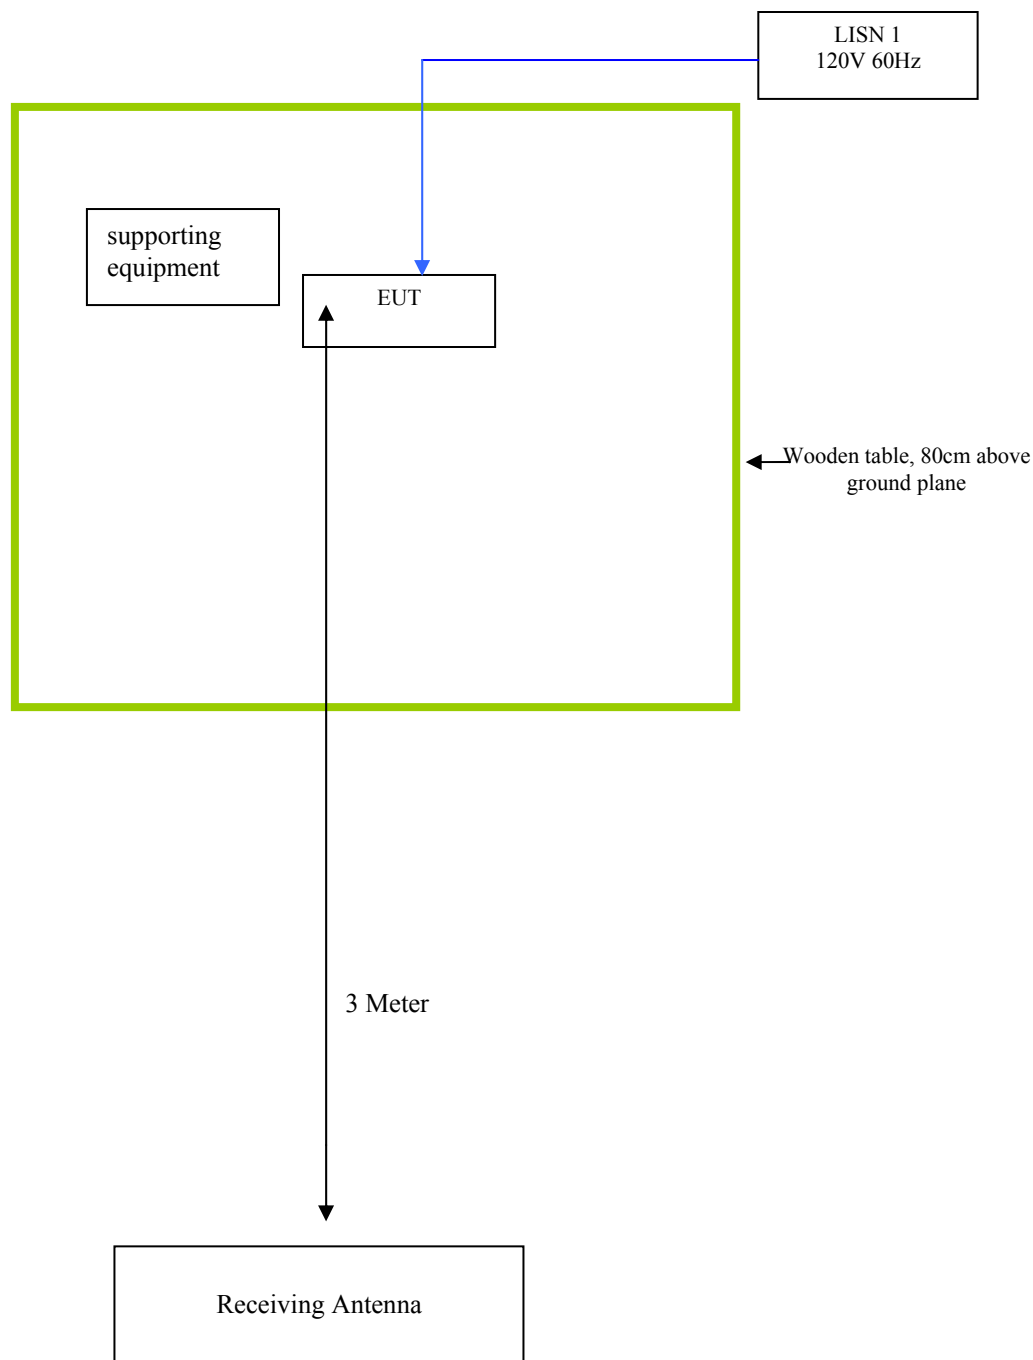 LISN 1
120V 60Hz
supporting
equipment
EUT
Wooden table, 80cm above
ground plane
3 Meter
Receiving Antenna